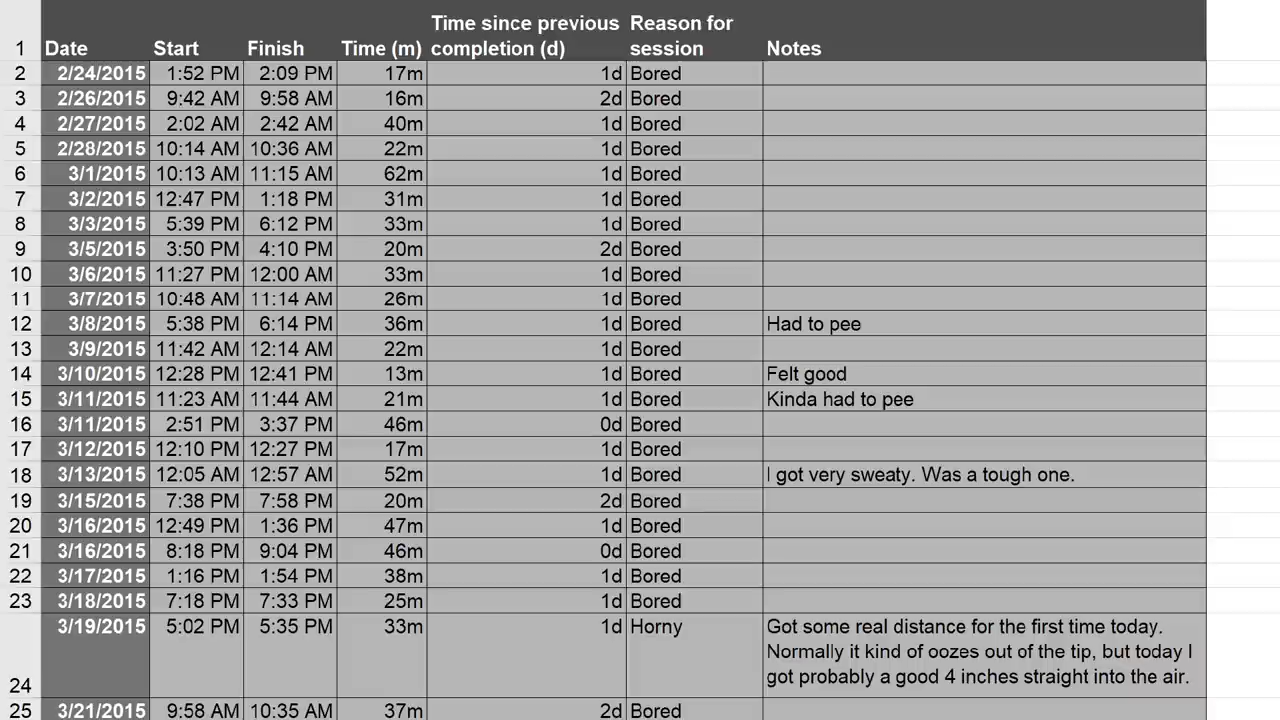 Time since previous Reason for
1 Date Start Finish Time (m) completion (d) session Notes
2 2/24/2015 1:52 PM 2:09 PM 17m 1d Bored
3 2/26/2015 9:42 AM 9:58 AM 16m 2d Bored
4 2/27/2015 2:02 AM 2:42 AM 40m 1d Bored
5 2/28/2015 10:14 AM 10:36 AM 22m 1d Bored
6 3/1/2015 10:13 AM 11:15 AM 62m 1d Bored
7 3/2/2015 12:47 PM 1:18 PM 31m 1d Bored
8 3/3/2015 5:39 PM 6:12 PM 33m 1d Bored
9 3/5/2015 3:50 PM 4:10 PM 20m 2d Bored
10 3/6/2015 11:27 PM 12:00 AM 33m 1d Bored
11 3/7/2015 10:48 AM 11:14 AM 26m 1d Bored
12 3/8/2015 5:38 PM 6:14 PM 36m 1d Bored Had to pee
13 3/9/2015 11:42 AM 12:14 AM 22m 1d Bored
14 3/10/2015 12:28 PM 12:41 PM 13m 1d Bored Felt good
15 3/11/2015 11:23 AM 11:44 AM 21m 1d Bored Kinda had to pee
16 3/11/2015 2:51 PM 3:37 PM 46m 0d Bored
17 3/12/2015 12:10 PM 12:27 PM 17m 1d Bored
18 3/13/2015 12:05 AM 12:57 AM 52m 1d Bored I got very sweaty. Was a tough one.
19 3/15/2015 7:38 PM 7:58 PM 20m 2d Bored
20 3/16/2015 12:49 PM 1:36 PM 47m 1d Bored
21 3/16/2015 8:18 PM 9:04 PM 46m 0d Bored
22 3/17/2015 1:16 PM 1:54 PM 38m 1d Bored
23 3/18/2015 7:18 PM 7:33 PM 25m 1d Bored
3/19/2015 5:02 PM 5:35 PM 33m 1d Horny Got some real distance for the first time today.
Normally it kind of oozes out of the tip, but today I
24 got probably a good 4 inches straight into the air.
25 3/21/2015 9:58 AM 10:35 AM 37m 2d Bored